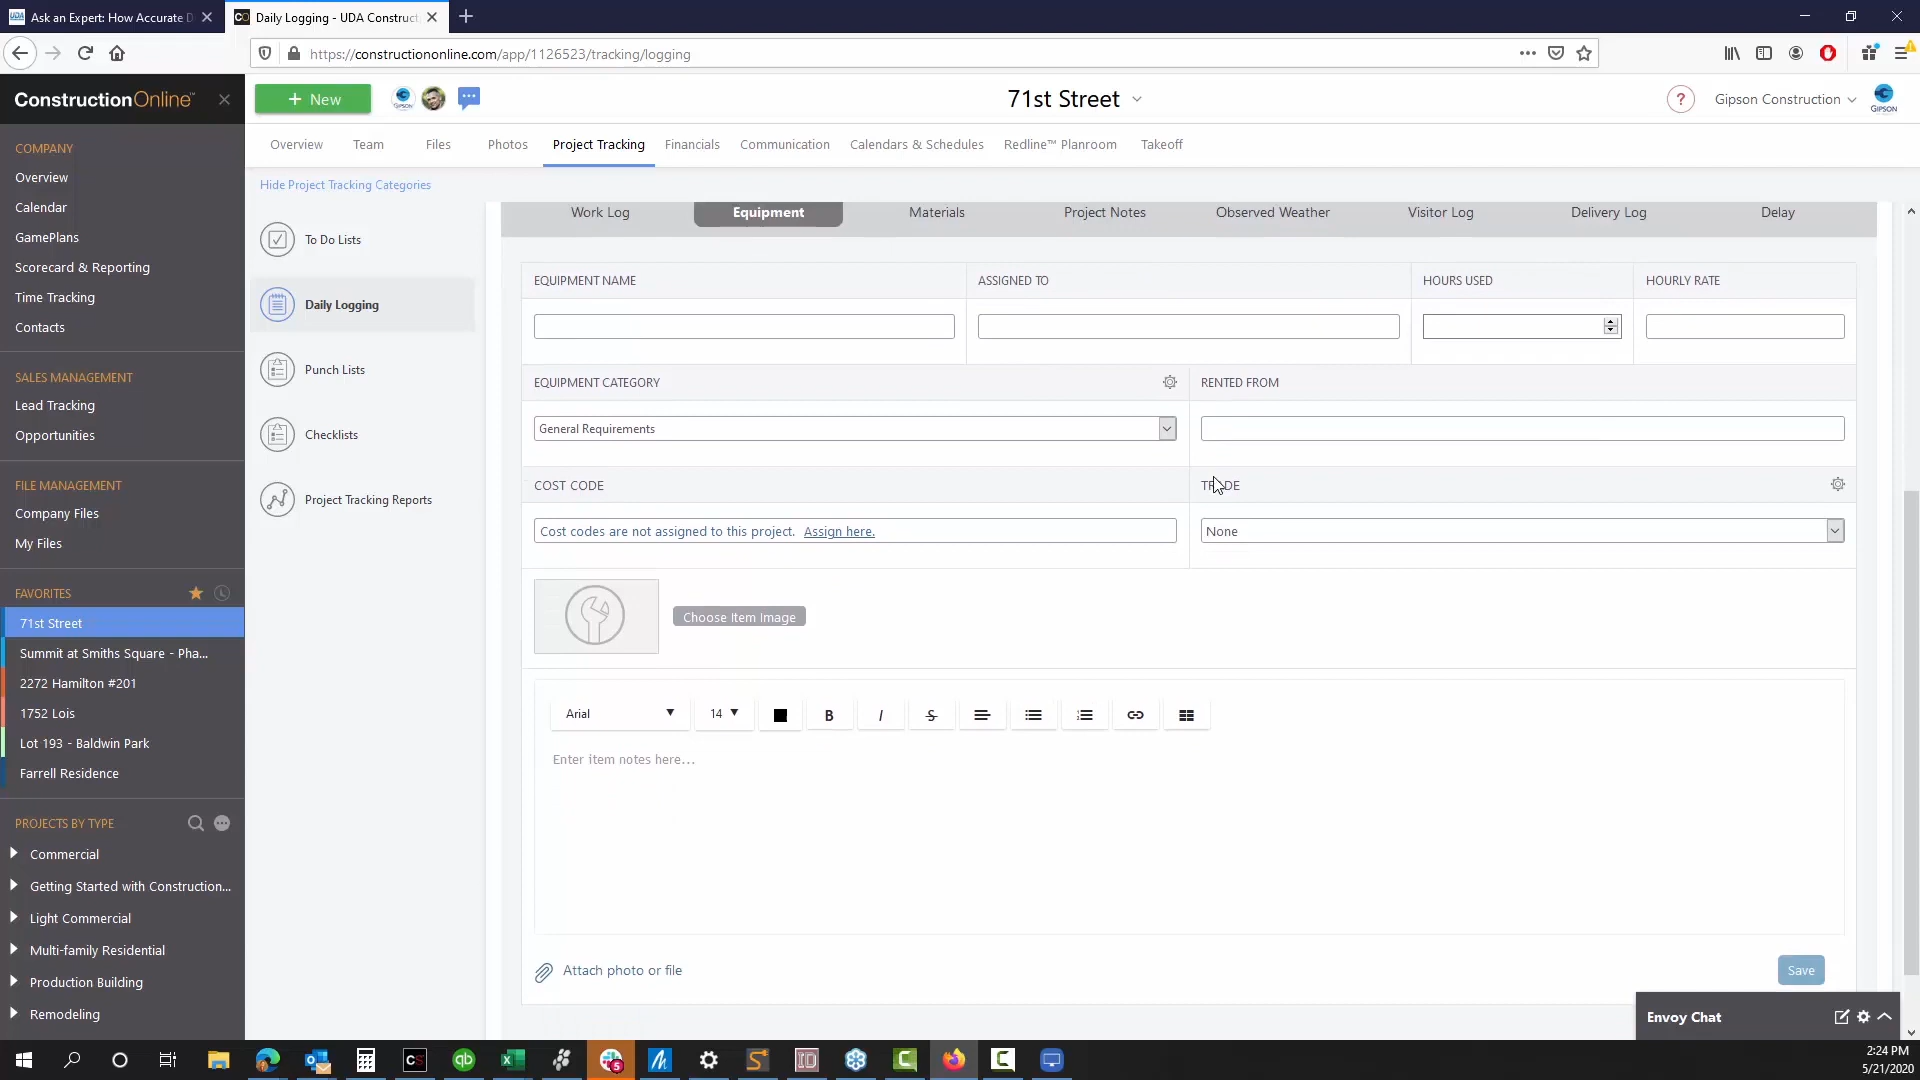 Ask an Expert: How Accurate D
Daily Logging - UDA Construct
https://constructiononline.com/app/1126523/tracking/logging
ConstructionOnline™
+ New
71st Street
?
Gipson Construction
GIPSON
Overview
Team
Files
Photos
Project Tracking
Financials
Communication
Calendars & Schedules
Redline™ Planroom
Takeoff
COMPANY
Overview
Calendar
GamePlans
Scorecard & Reporting
Time Tracking
Contacts
SALES MANAGEMENT
Lead Tracking
Opportunities
FILE MANAGEMENT
Company Files
My Files
FAVORITES
71st Street
Summit at Smiths Square - Pha...
2272 Hamilton #201
1752 Lois
Lot 193 - Baldwin Park
Farrell Residence
PROJECTS BY TYPE
Commercial
Getting Started with Construction...
Light Commercial
Multi-family Residential
Production Building
Remodeling
Hide Project Tracking Categories
To Do Lists
Daily Logging
Punch Lists
Checklists
Project Tracking Reports
Work Log
Equipment
Materials
Project Notes
Observed Weather
Visitor Log
Delivery Log
Delay
EQUIPMENT NAME
ASSIGNED TO
HOURS USED
HOURLY RATE
EQUIPMENT CATEGORY
RENTED FROM
General Requirements
COST CODE
TRADE
Cost codes are not assigned to this project. Assign here.
None
Choose Item Image
Arial
14
B
I
S
Enter item notes here...
Attach photo or file
Save
Envoy Chat
2:24 PM
5/21/2020